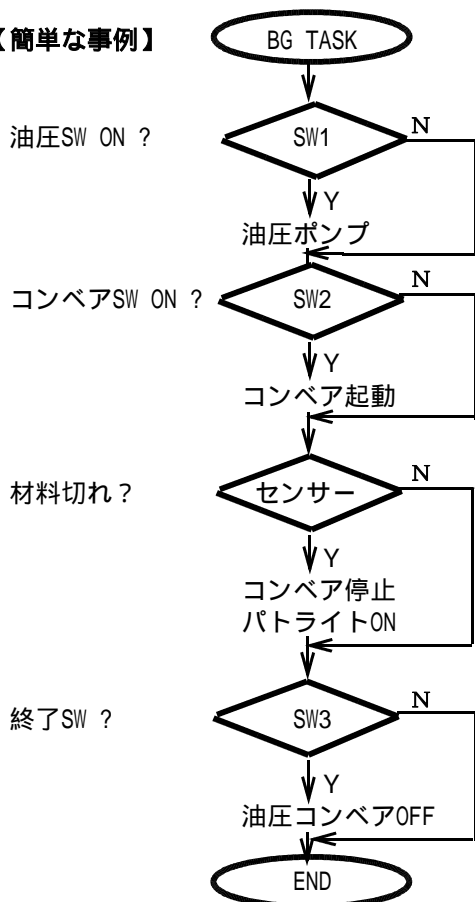 【簡単な事例】
BG TASK
油圧SW ON ?
SW1
N
Y
油圧ポンプ
コンベアSW ON ?
SW2
N
Y
コンベア起動
材料切れ？
センサー
N
Y
コンベア停止
パトライトON
終了SW ?
SW3
N
Y
油圧コンベアOFF
END